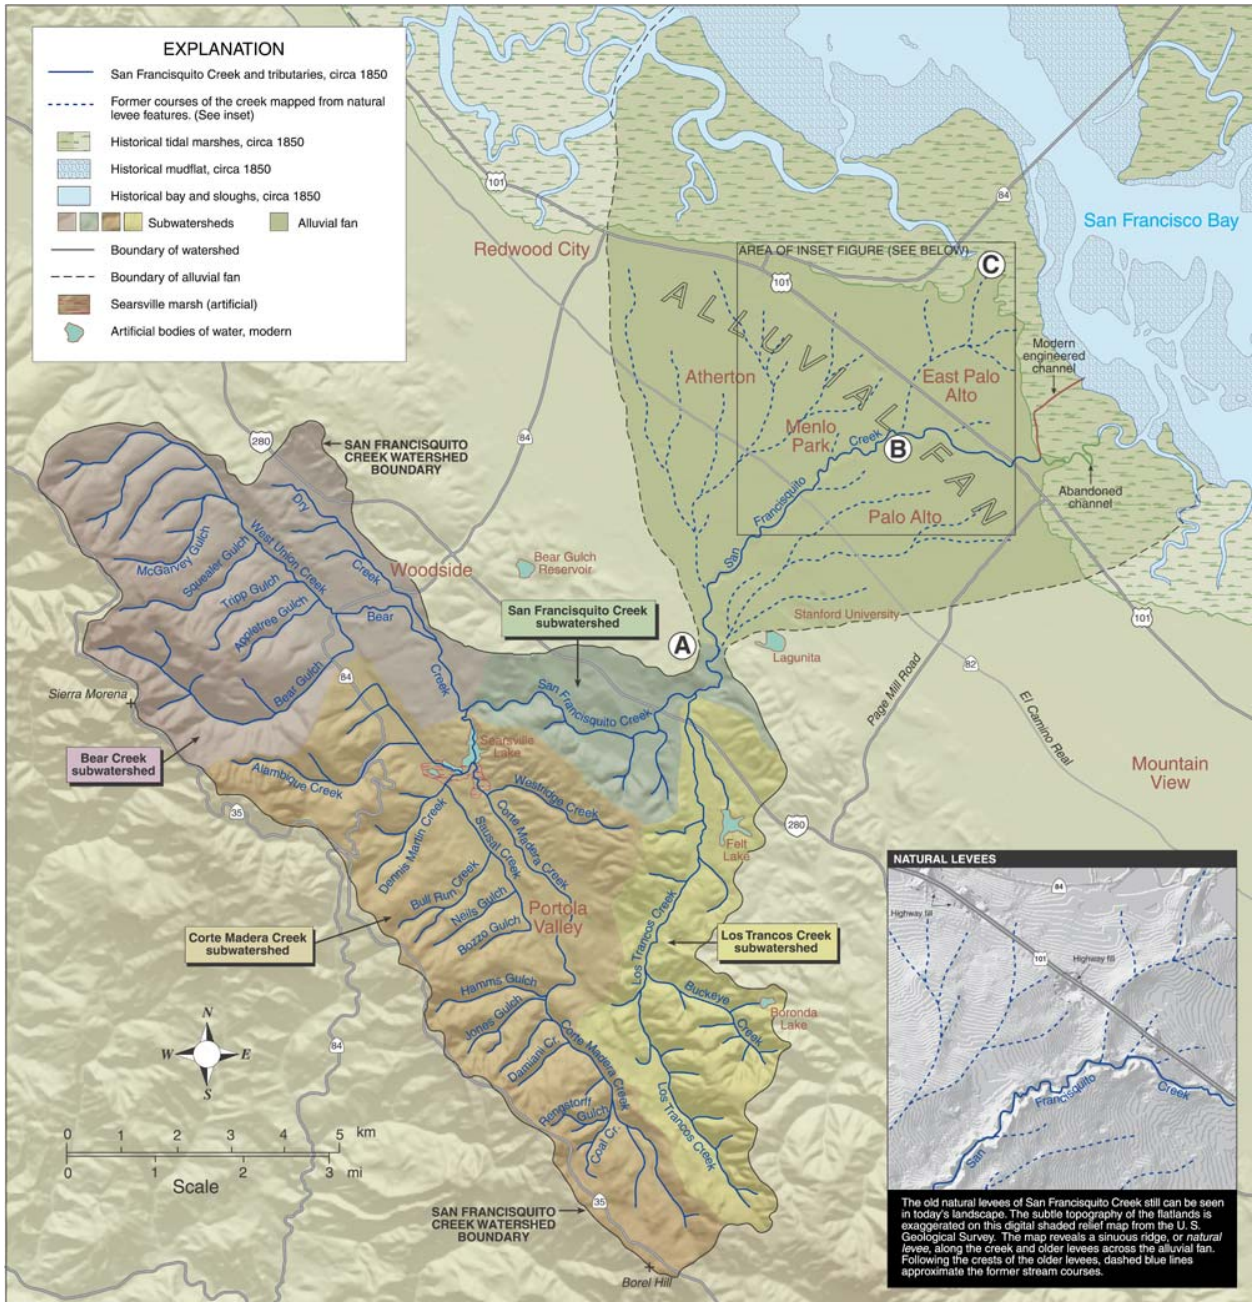 EXPLANATION
San Francisquito Creek and tributaries, circa 1850
Former courses of the creek mapped from natural
levee features. (See inset)
Historical tidal marshes, circa 1850
Historical mudflat, circa 1850
Historical bay and sloughs, circa 1850
Subwatersheds
Alluvial fan
Boundary of watershed
Boundary of alluvial fan
Searsville marsh (artificial)
Artificial bodies of water, modern
101
84
San Francisco Bay
Redwood City
AREA OF INSET FIGURE (SEE BELOW)
C
101
ALLUVIAL FAN
Modern
engineered
channel
Atherton
East Palo
Alto
Menlo
Park
B
San Francisquito Creek
Abandoned
channel
Palo Alto
280
84
SAN FRANCISQUITO
CREEK WATERSHED
BOUNDARY
Dry Creek
West Union Creek
McGarvey Gulch
Squealer Gulch
Tripp Gulch
Appletree Gulch
Bear Gulch
Bear Creek
Woodside
Bear Gulch
Reservoir
San Francisquito Creek
subwatershed
Stanford University
101
A
Lagunita
82
84
Sierra Morena
San Francisquito Creek
Page Mill Road
El Camino Real
Bear Creek
subwatershed
Searsville
Lake
Mountain
View
Alambique Creek
35
Westridge Creek
280
Dennis Martin Creek
Sausal Creek
Corte Madera Creek
Felt
Lake
Bull Run Creek
Neils Gulch
Bozzo Gulch
Portola
Valley
Corte Madera Creek
subwatershed
Los Trancos Creek
Los Trancos Creek
subwatershed
Hamms Gulch
Buckeye Creek
Boronda
Lake
Jones Gulch
Damiani Cr.
Corte Madera Creek
Rengstorff
Gulch
Coal Cr.
Los Trancos Creek
N
W
E
S
84
0 1 2 3 4 5 km
0 1 2 3 mi
Scale
35
SAN FRANCISQUITO
CREEK WATERSHED
BOUNDARY
Borel Hill
NATURAL LEVEES
84
Highway fill
101
Highway fill
San Francisquito Creek
The old natural levees of San Francisquito Creek still can be seen
in today's landscape. The subtle topography of the flatlands is
exaggerated on this digital shaded relief map from the U. S.
Geological Survey. The map reveals a sinuous ridge, or natural
levee, along the creek and older levees across the alluvial fan.
Following the crests of the older levees, dashed blue lines
approximate the former stream courses.